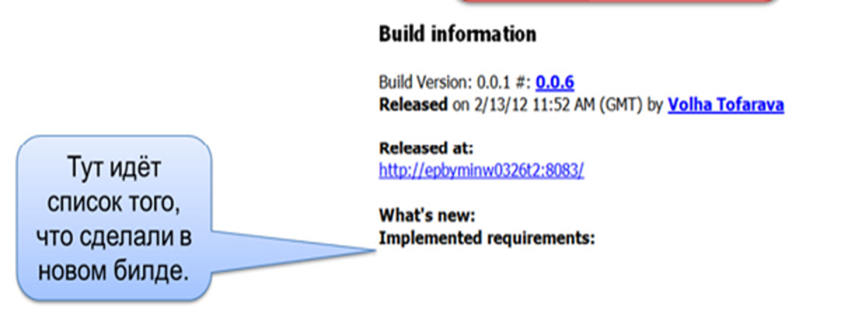 Build information
Build Version: 0.0.1 #: 0.0.6
Released on 2/13/12 11:52 AM (GMT) by Volha Tofarava
Released at:
http://epbyminw0326t2:8083/
What's new:
Implemented requirements:
Тут идёт
список того,
что сделали в
новом билде.